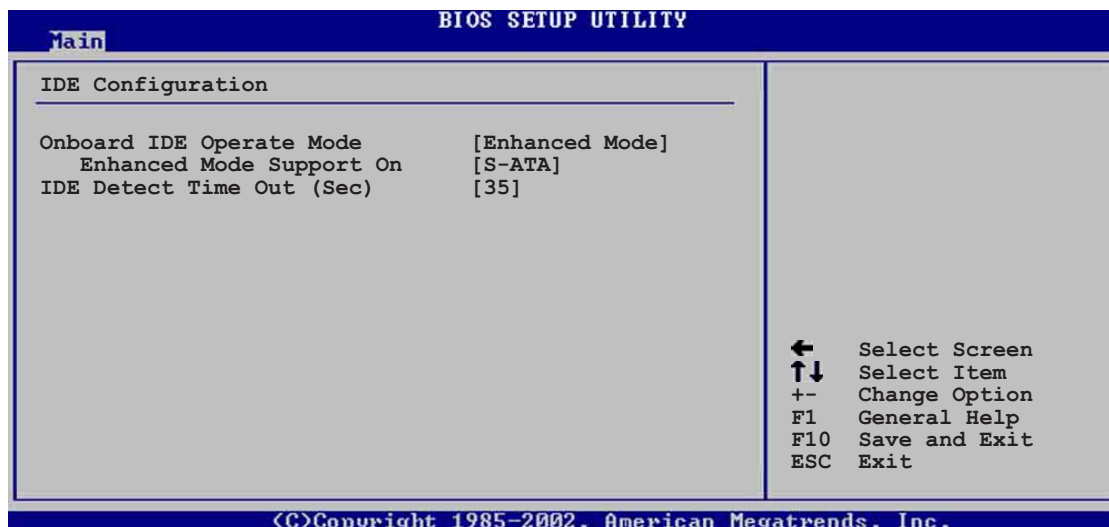 BIOS SETUP UTILITY
Main
IDE Configuration
Onboard IDE Operate Mode [Enhanced Mode]
Enhanced Mode Support On [S-ATA]
IDE Detect Time Out (Sec) [35]
← Select Screen
↑↓ Select Item
+- Change Option
F1 General Help
F10 Save and Exit
ESC Exit
(C)Copyright 1985-2002, American Megatrends, Inc.